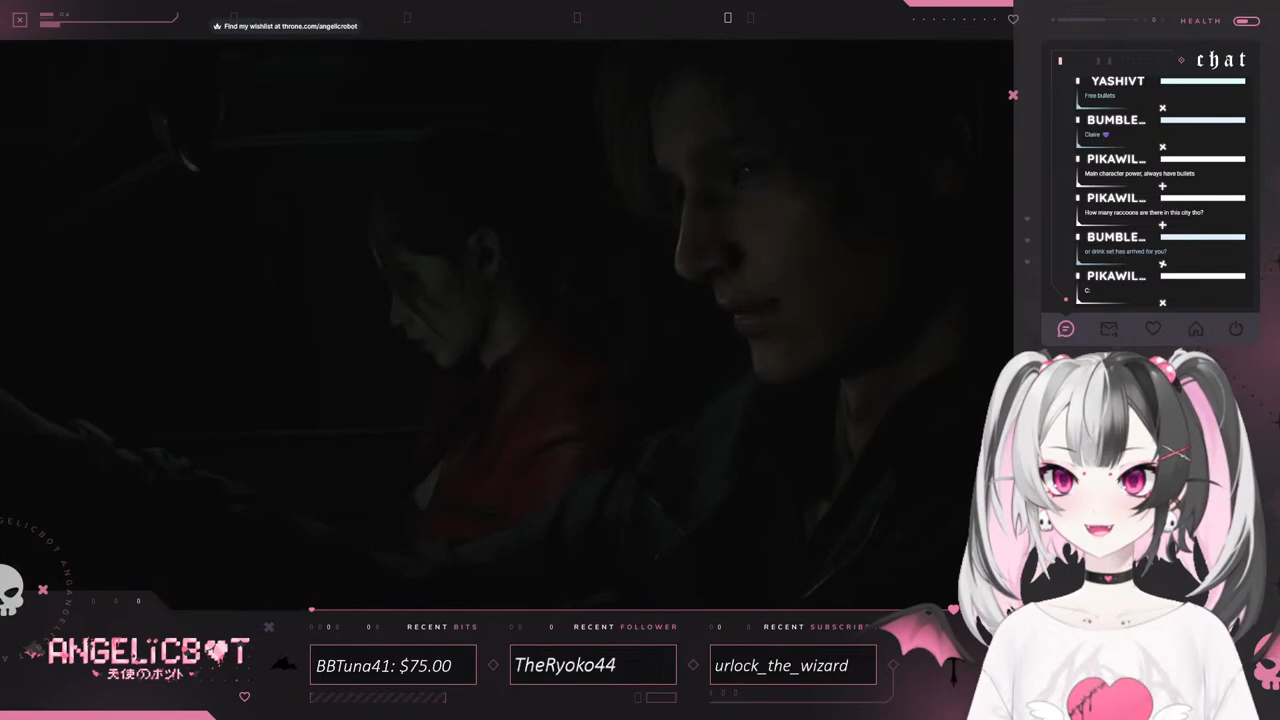 Find my wishlist at throne.com/angelicrobot
HEALTH
chat
YASHIVT
Free bullets
BUMBLE...
Claire 💜
PIKAWIL...
Main character power, always have bullets
PIKAWIL...
How many raccoons are there in this city tho?
BUMBLE...
or drink set has arrived for you?
PIKAWIL...
C:
RECENT BITS
BBTuna41: $75.00
RECENT FOLLOWER
TheRyoko44
RECENT SUBSCRIB
urlock_the_wizard
ANGELICBOT
天使のボット